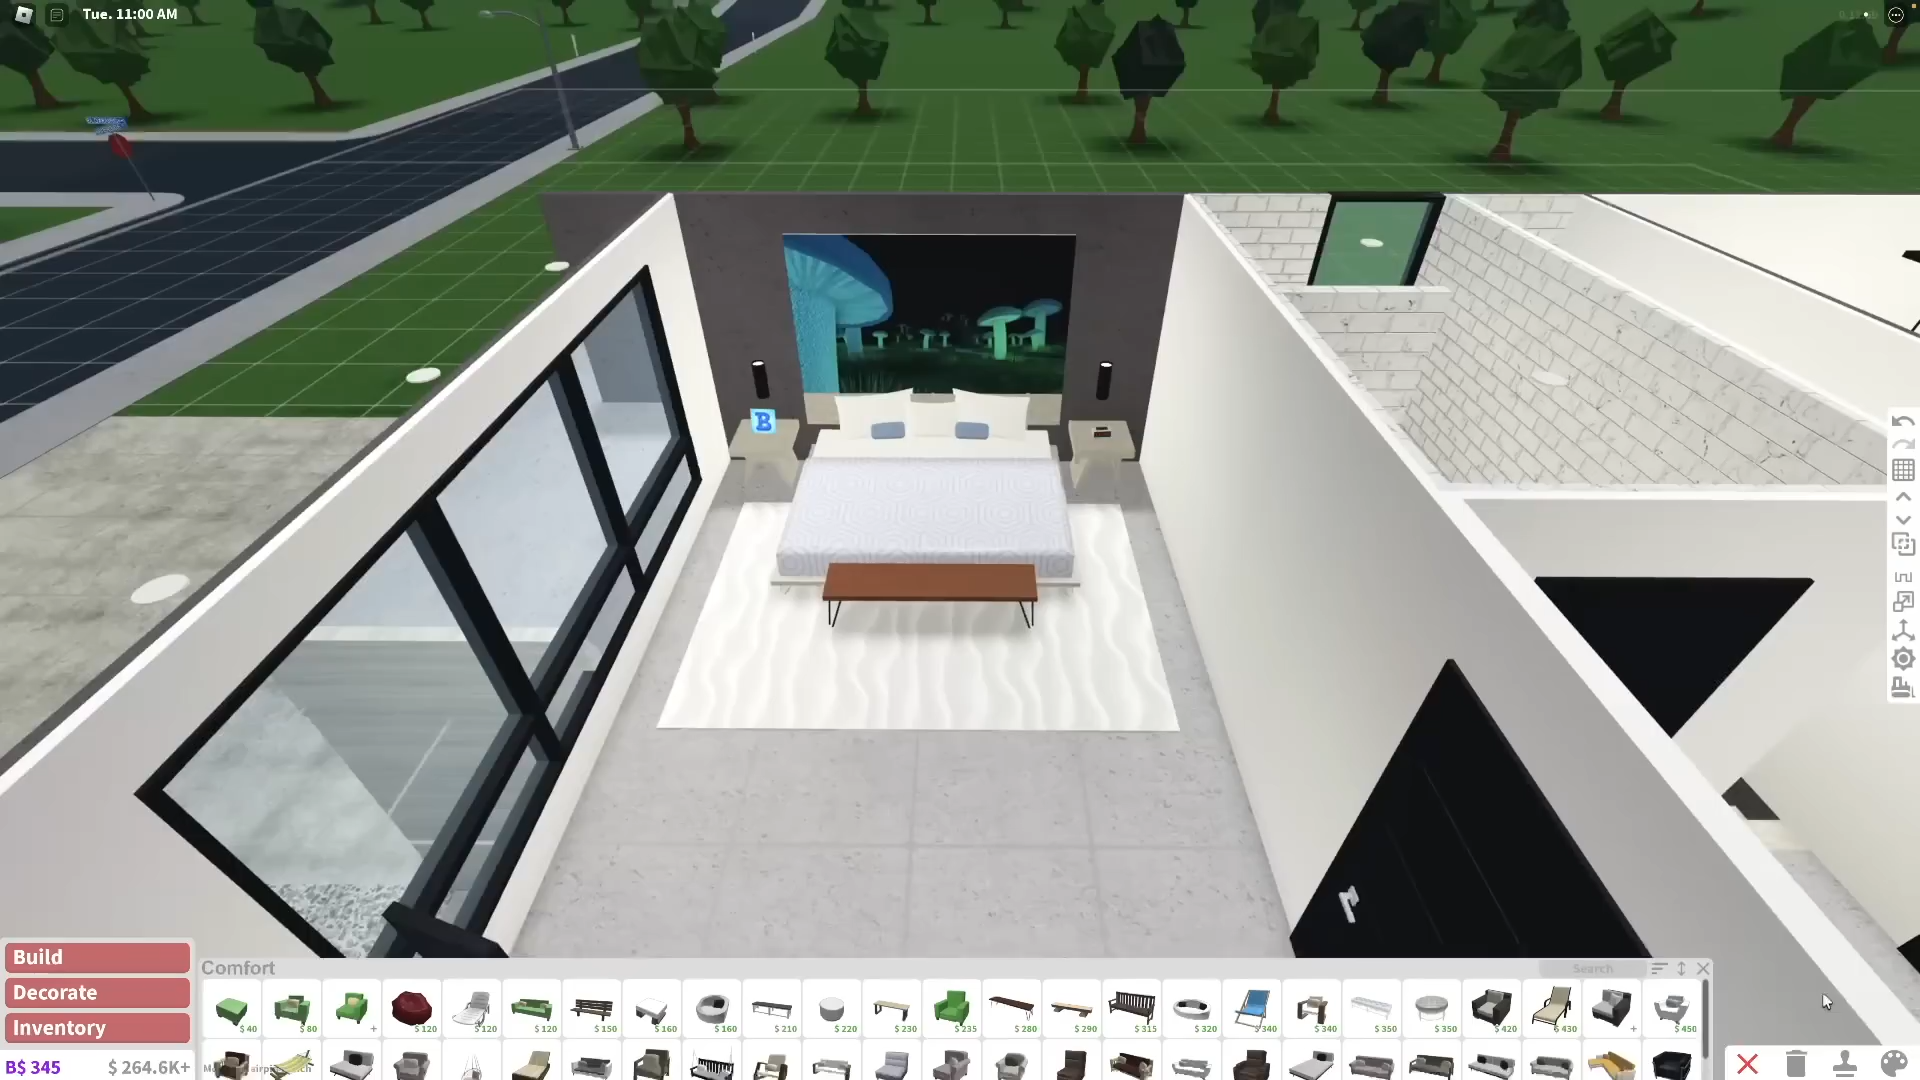 Tue. 11:00 AM
B
Build
Decorate
Inventory
B$ 345 $ 264.6K+
Comfort
Search
$40 $80 + $120 $120 $120 $150 $160 $160 $210 $220 $230 $235 $280 $290 $315 $320 $340 $340 $350 $350 $420 $430 + $450